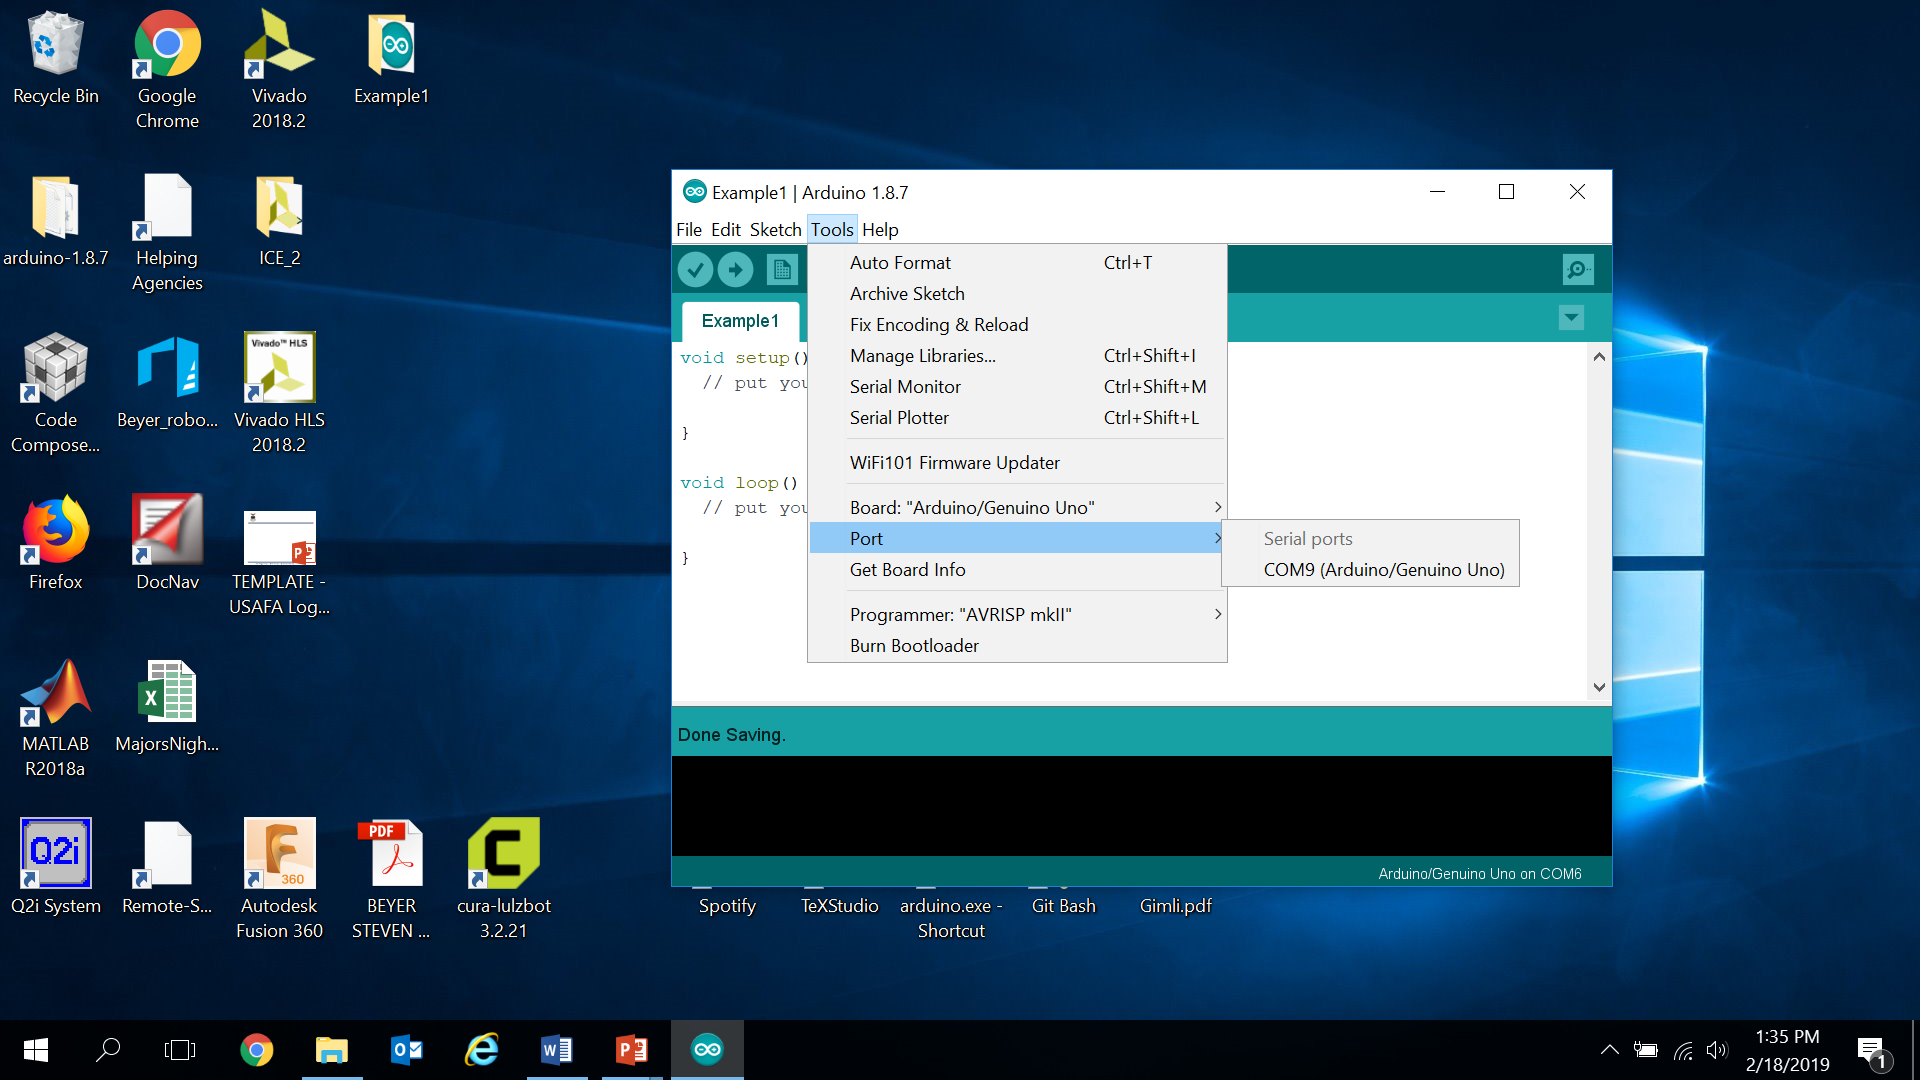 Recycle Bin
Google
Chrome
Vivado
2018.2
Example1
arduino-1.8.7
Helping
Agencies
ICE_2
Code
Compose...
Beyer_robo...
Vivado™ HLS
Vivado HLS
2018.2
Firefox
DocNav
TEMPLATE -
USAFA Log...
MATLAB
R2018a
X
MajorsNigh...
Q2i
Q2i System
Remote-S...
F
360
Autodesk
Fusion 360
PDF
BEYER
STEVEN ...
C
cura-lulzbot
3.2.21
Spotify
TeXStudio
arduino.exe -
Shortcut
Git Bash
Gimli.pdf
Example1 | Arduino 1.8.7
File Edit Sketch Tools Help
Example1
void setup()
// put you
}
void loop()
// put you
}
Auto Format Ctrl+T
Archive Sketch
Fix Encoding & Reload
Manage Libraries... Ctrl+Shift+I
Serial Monitor Ctrl+Shift+M
Serial Plotter Ctrl+Shift+L
WiFi101 Firmware Updater
Board: "Arduino/Genuino Uno"
Port
Get Board Info
Programmer: "AVRISP mkII"
Burn Bootloader
Serial ports
COM9 (Arduino/Genuino Uno)
Done Saving.
Arduino/Genuino Uno on COM6
1:35 PM
2/18/2019
1